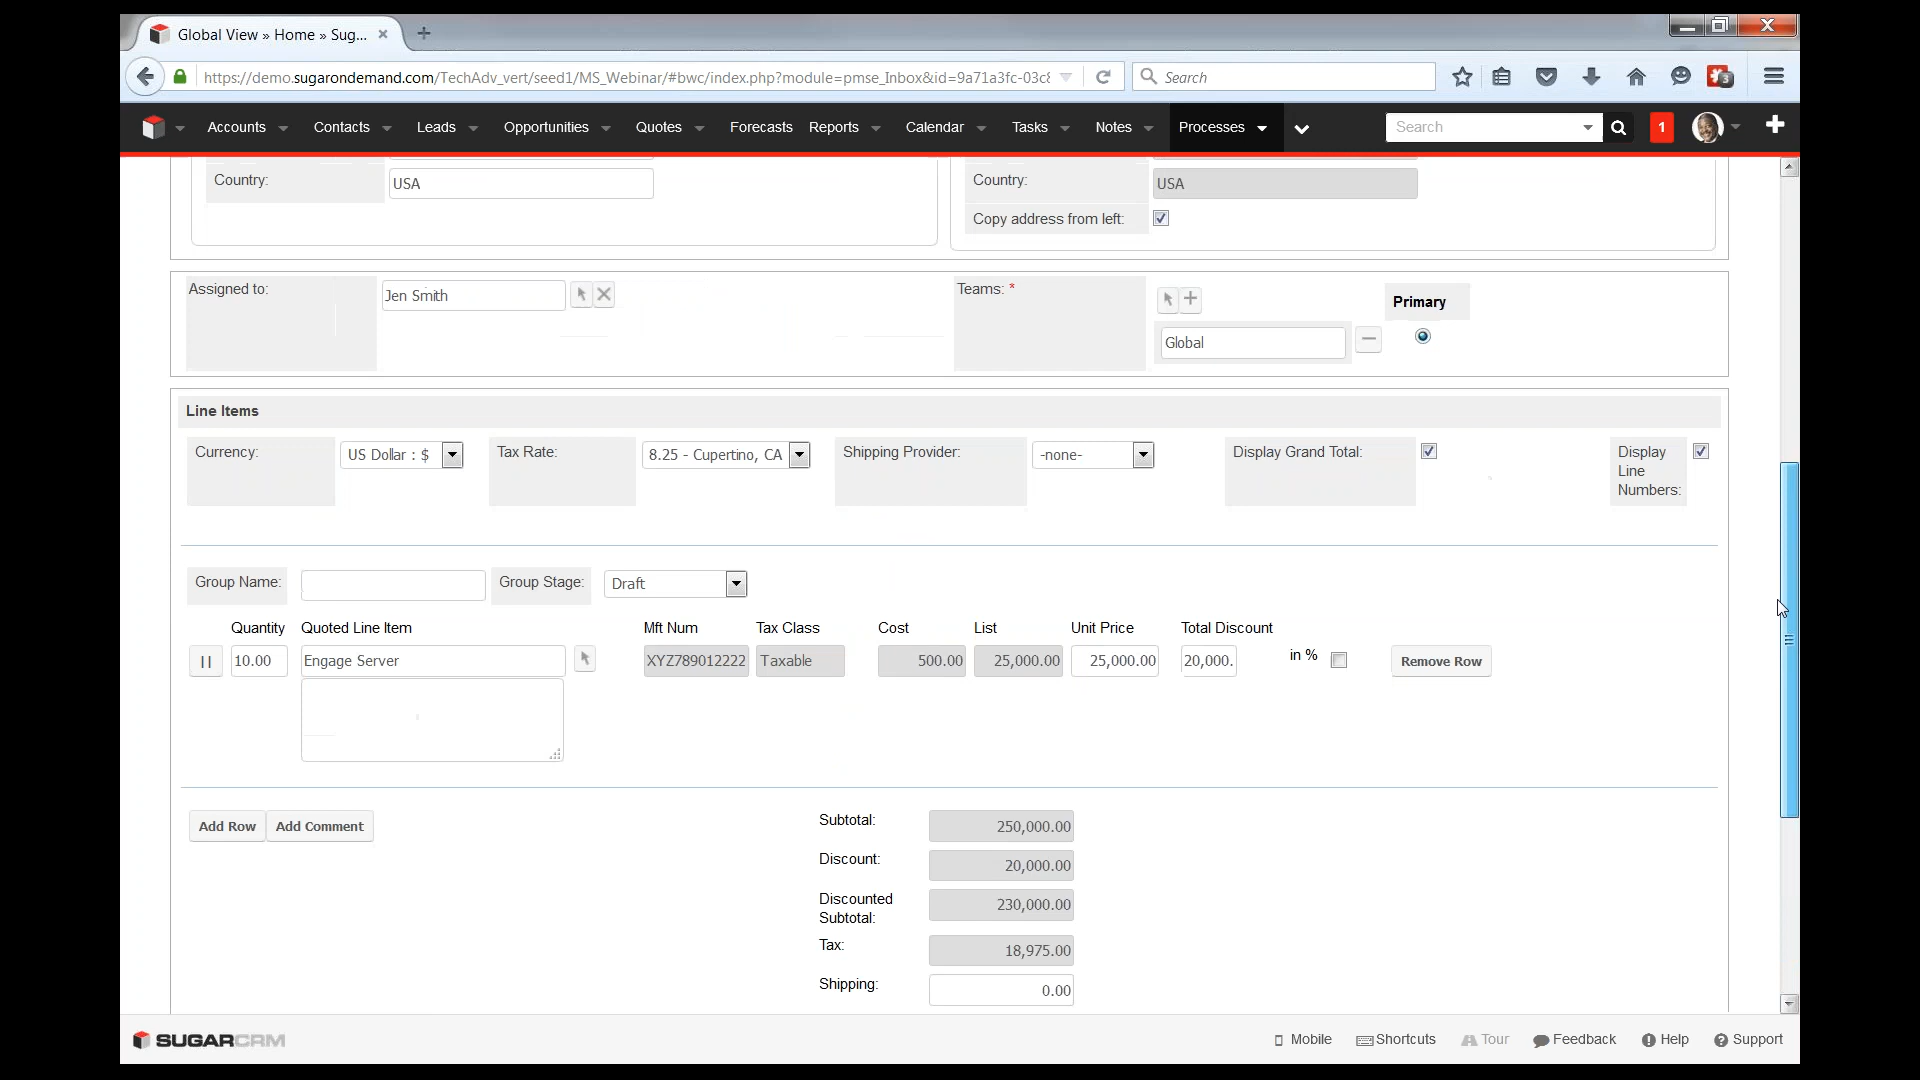 Global View » Home » Sug...
https://demo.sugarondemand.com/TechAdv_vert/seed1/MS_Webinar/#bwc/index.php?module=pmse_Inbox&id=9a71a3fc-03c8
Search
3
Accounts Contacts Leads Opportunities Quotes Forecasts Reports Calendar Tasks Notes Processes
Search
1
Country: USA
Country: USA
Copy address from left:
Assigned to: Jen Smith
Teams: *
Primary
Global
Line Items
Currency: US Dollar : $
Tax Rate: 8.25 - Cupertino, CA
Shipping Provider: -none-
Display Grand Total:
Display
Line
Numbers:
Group Name:
Group Stage: Draft
Quantity Quoted Line Item Mft Num Tax Class Cost List Unit Price Total Discount
10.00 Engage Server XYZ789012222 Taxable 500.00 25,000.00 25,000.00 20,000. in % Remove Row
Add Row Add Comment
Subtotal: 250,000.00
Discount: 20,000.00
Discounted
Subtotal: 230,000.00
Tax: 18,975.00
Shipping: 0.00
SUGARCRM
Mobile Shortcuts Tour Feedback Help Support